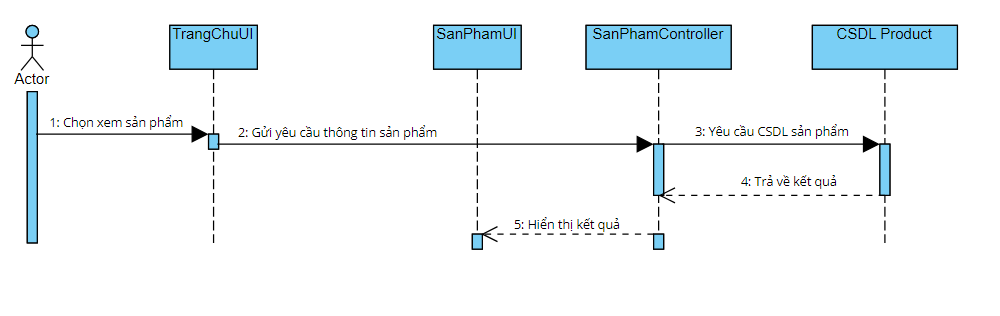 TrangChuUI
SanPhamUI
SanPhamController
CSDL Product
Actor
1: Chọn xem sản phẩm
2: Gửi yêu cầu thông tin sản phẩm
3: Yêu cầu CSDL sản phẩm
4: Trả về kết quả
5: Hiển thị kết quả